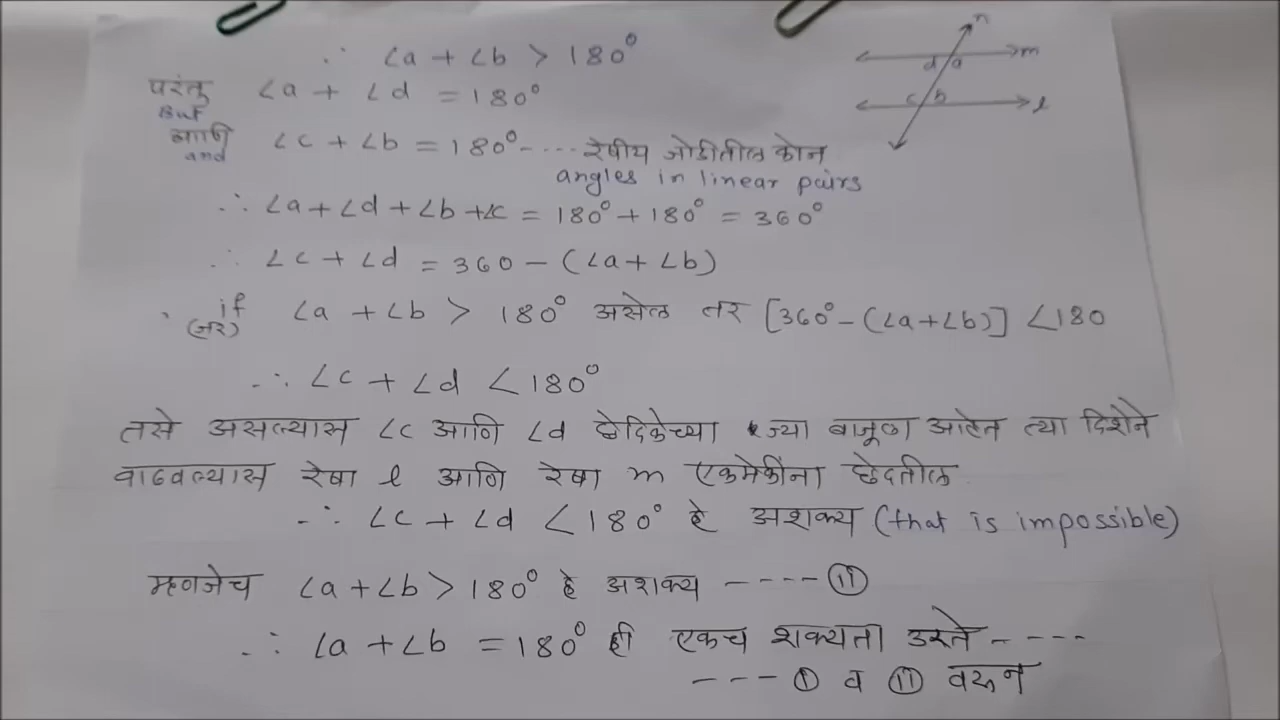 ∴ ∠a + ∠b > 180°
परंतु ∠a + ∠d = 180°
But
आणि ∠c + ∠b = 180° - .... रेषीय जोडीतील कोन
and
angles in linear pairs
∴ ∠a + ∠d + ∠b + ∠c = 180° + 180° = 360°
∴ ∠c + ∠d = 360 - (∠a + ∠b)
if ∠a + ∠b > 180° असेल तर [360° - (∠a + ∠b)] < 180
(जर)
∴ ∠c + ∠d < 180°
तसे असल्यास ∠c आणि ∠d छेदिकेच्या ज्या बाजूला आहेत त्या दिशेने
वाढवल्यास रेषा l आणि रेषा m एकमेकींना छेदतील
∴ ∠c + ∠d < 180° हे अशक्य (that is impossible)
म्हणजेच ∠a + ∠b > 180° हे अशक्य ---- (II)
∴ ∠a + ∠b = 180° ही एकच शक्यता उरते ----
---- (I) व (II) वरून
n
m
d a
c b
l